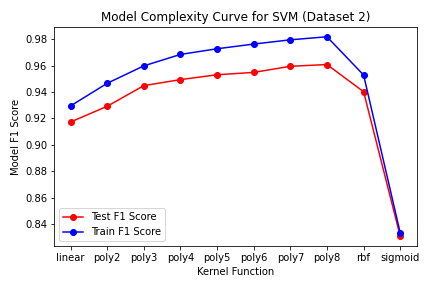 Model Complexity Curve for SVM (Dataset 2)
Model F1 Score
0.98
0.96
0.94
0.92
0.90
0.88
0.86
0.84
Test F1 Score
Train F1 Score
linear poly2 poly3 poly4 poly5 poly6 poly7 poly8 rbf sigmoid
Kernel Function